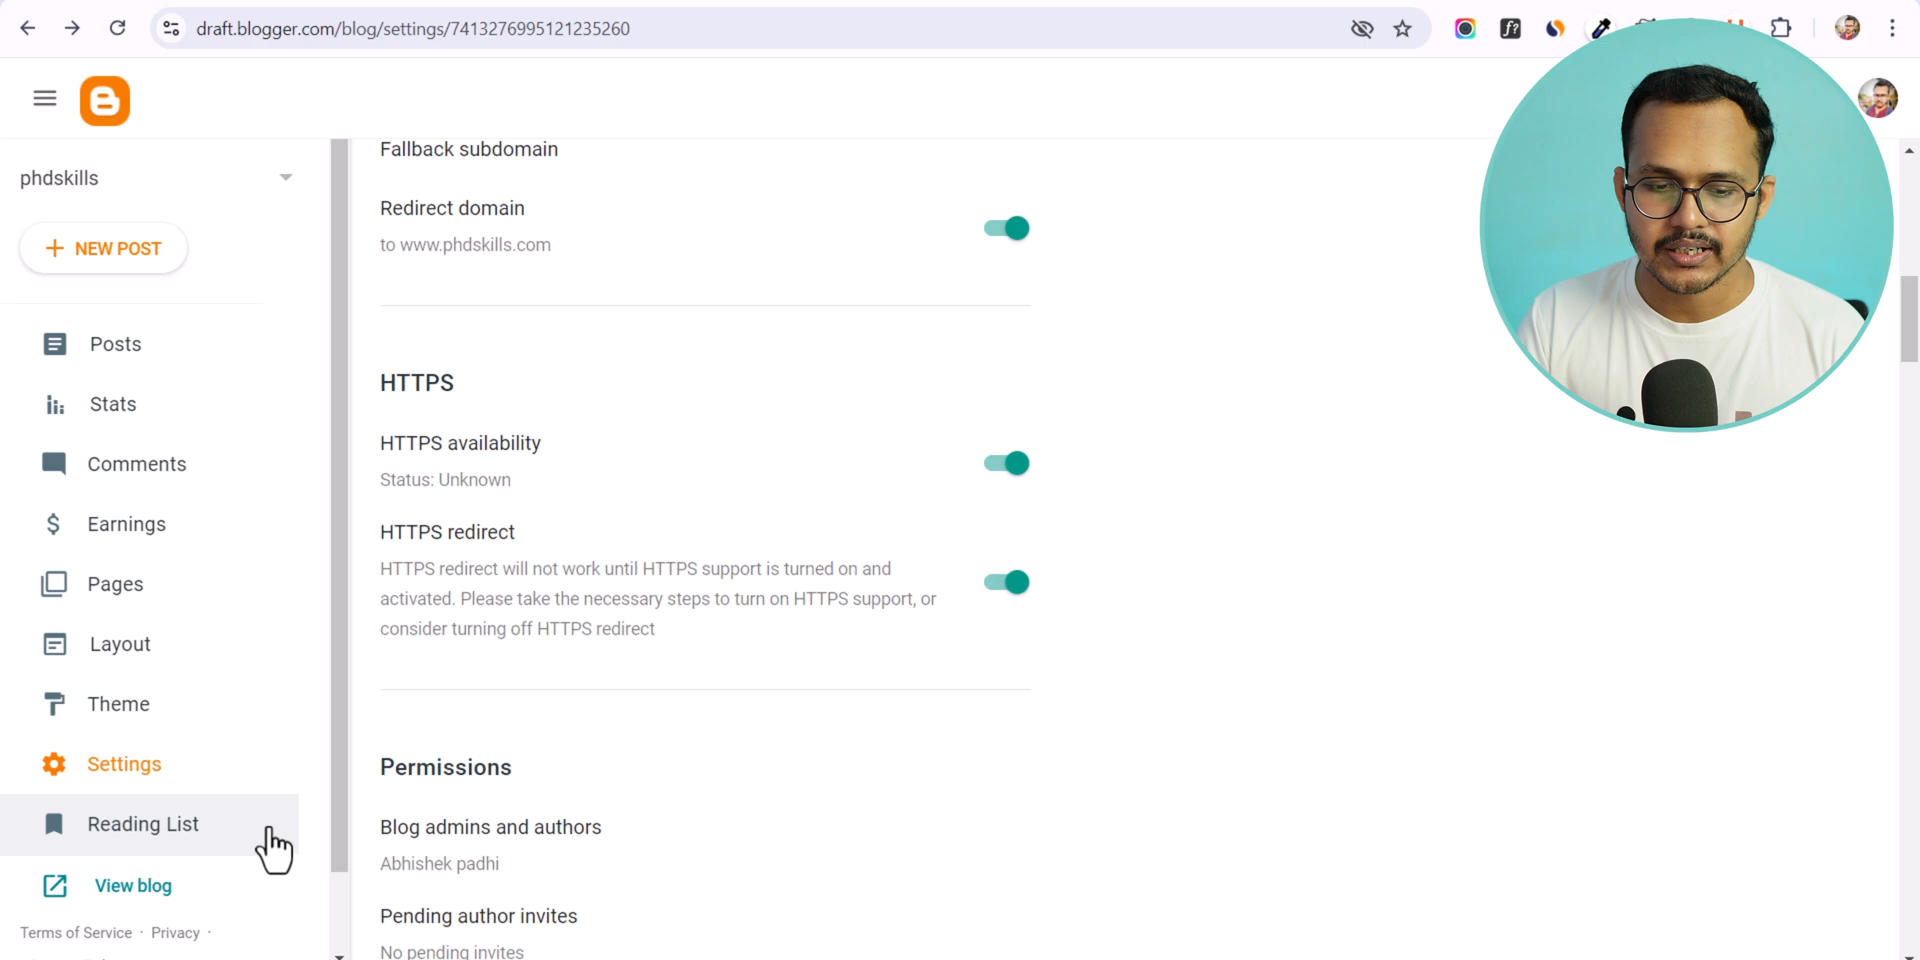 draft.blogger.com/blog/settings/7413276995121235260
phdskills
NEW POST
Posts
Stats
Comments
Earnings
Pages
Layout
Theme
Settings
Reading List
View blog
Terms of Service · Privacy ·
Fallback subdomain
Redirect domain
to www.phdskills.com
HTTPS
HTTPS availability
Status: Unknown
HTTPS redirect
HTTPS redirect will not work until HTTPS support is turned on and
activated. Please take the necessary steps to turn on HTTPS support, or
consider turning off HTTPS redirect
Permissions
Blog admins and authors
Abhishek padhi
Pending author invites
No pending invites